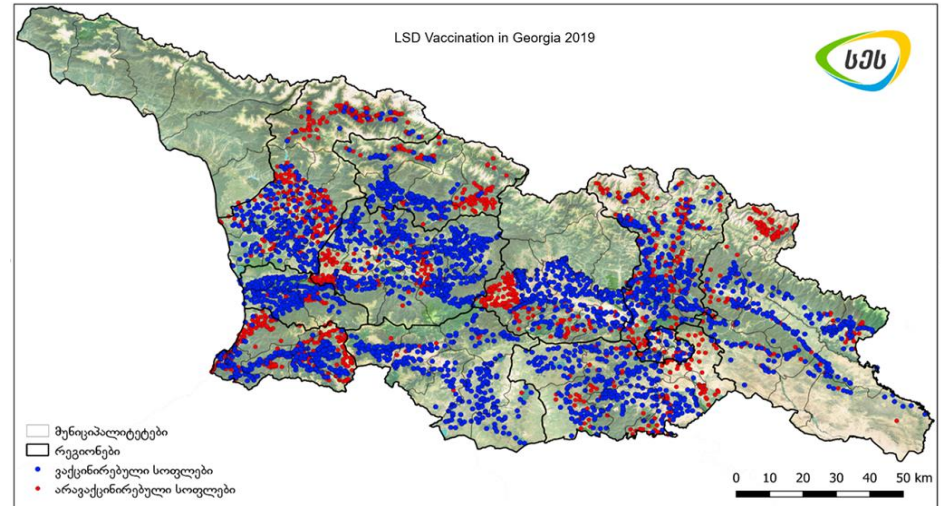 LSD Vaccination in Georgia 2019
სეს
მუნიციპალიტეტები
რეგიონები
ვაქცინირებული სოფლები
არავაქცინირებული სოფლები
0 10 20 30 40 50 km